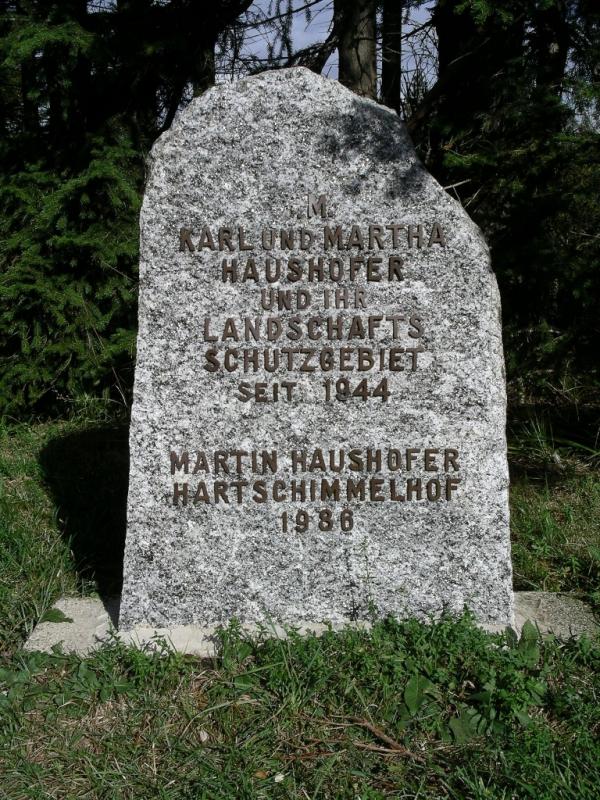 .M.
KARL UND MARTHA
HAUSHOFER
UND IHR
LANDSCHAFTS
SCHUTZGEBIET
SEIT 1944
MARTIN HAUSHOFER
HARTSCHIMMELHOF
1986